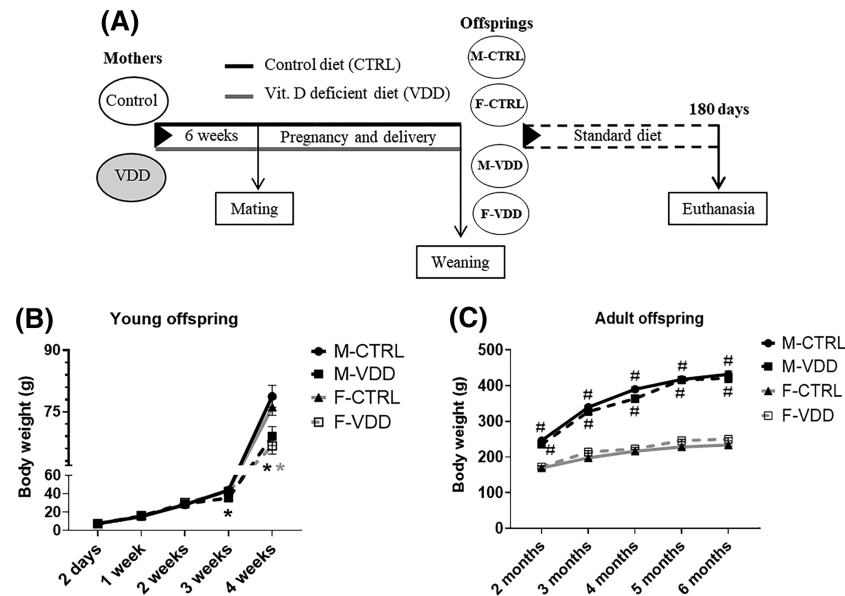 (A)
Offsprings
Mothers
Control diet (CTRL)
Vit. D deficient diet (VDD)
Control
VDD
6 weeks
Pregnancy and delivery
Mating
Weaning
M-CTRL
F-CTRL
M-VDD
F-VDD
Standard diet
180 days
Euthanasia
(B)
Young offspring
Body weight (g)
90
75
60
40
20
0
2 days
1 week
2 weeks
3 weeks
4 weeks
*
* *
M-CTRL
M-VDD
F-CTRL
F-VDD
(C)
Adult offspring
Body weight (g)
500
400
300
200
100
0
# # # # #
# # # # #
2 months
3 months
4 months
5 months
6 months
M-CTRL
M-VDD
F-CTRL
F-VDD